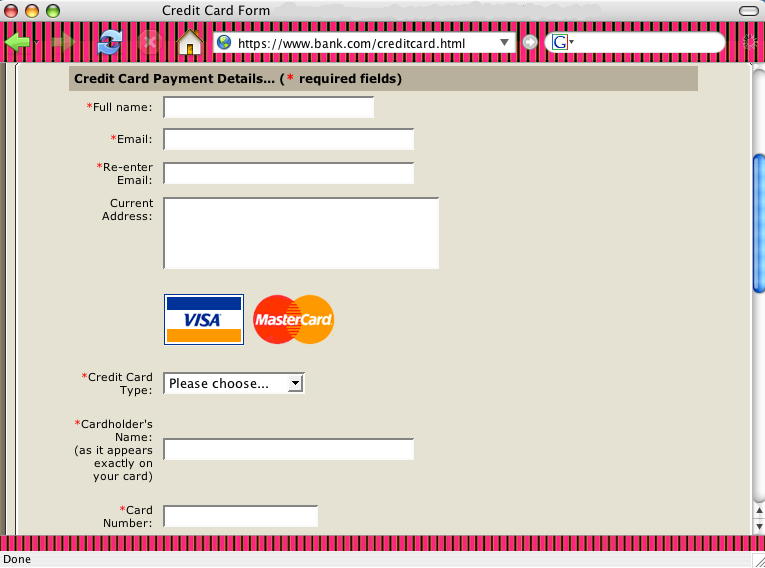 Credit Card Form
https://www.bank.com/creditcard.html
G
Credit Card Payment Details... (* required fields)
*Full name:
*Email:
*Re-enter
Email:
Current
Address:
VISA MasterCard
*Credit Card
Type:
Please choose...
*Cardholder's
Name:
(as it appears
exactly on
your card)
*Card
Number:
Done